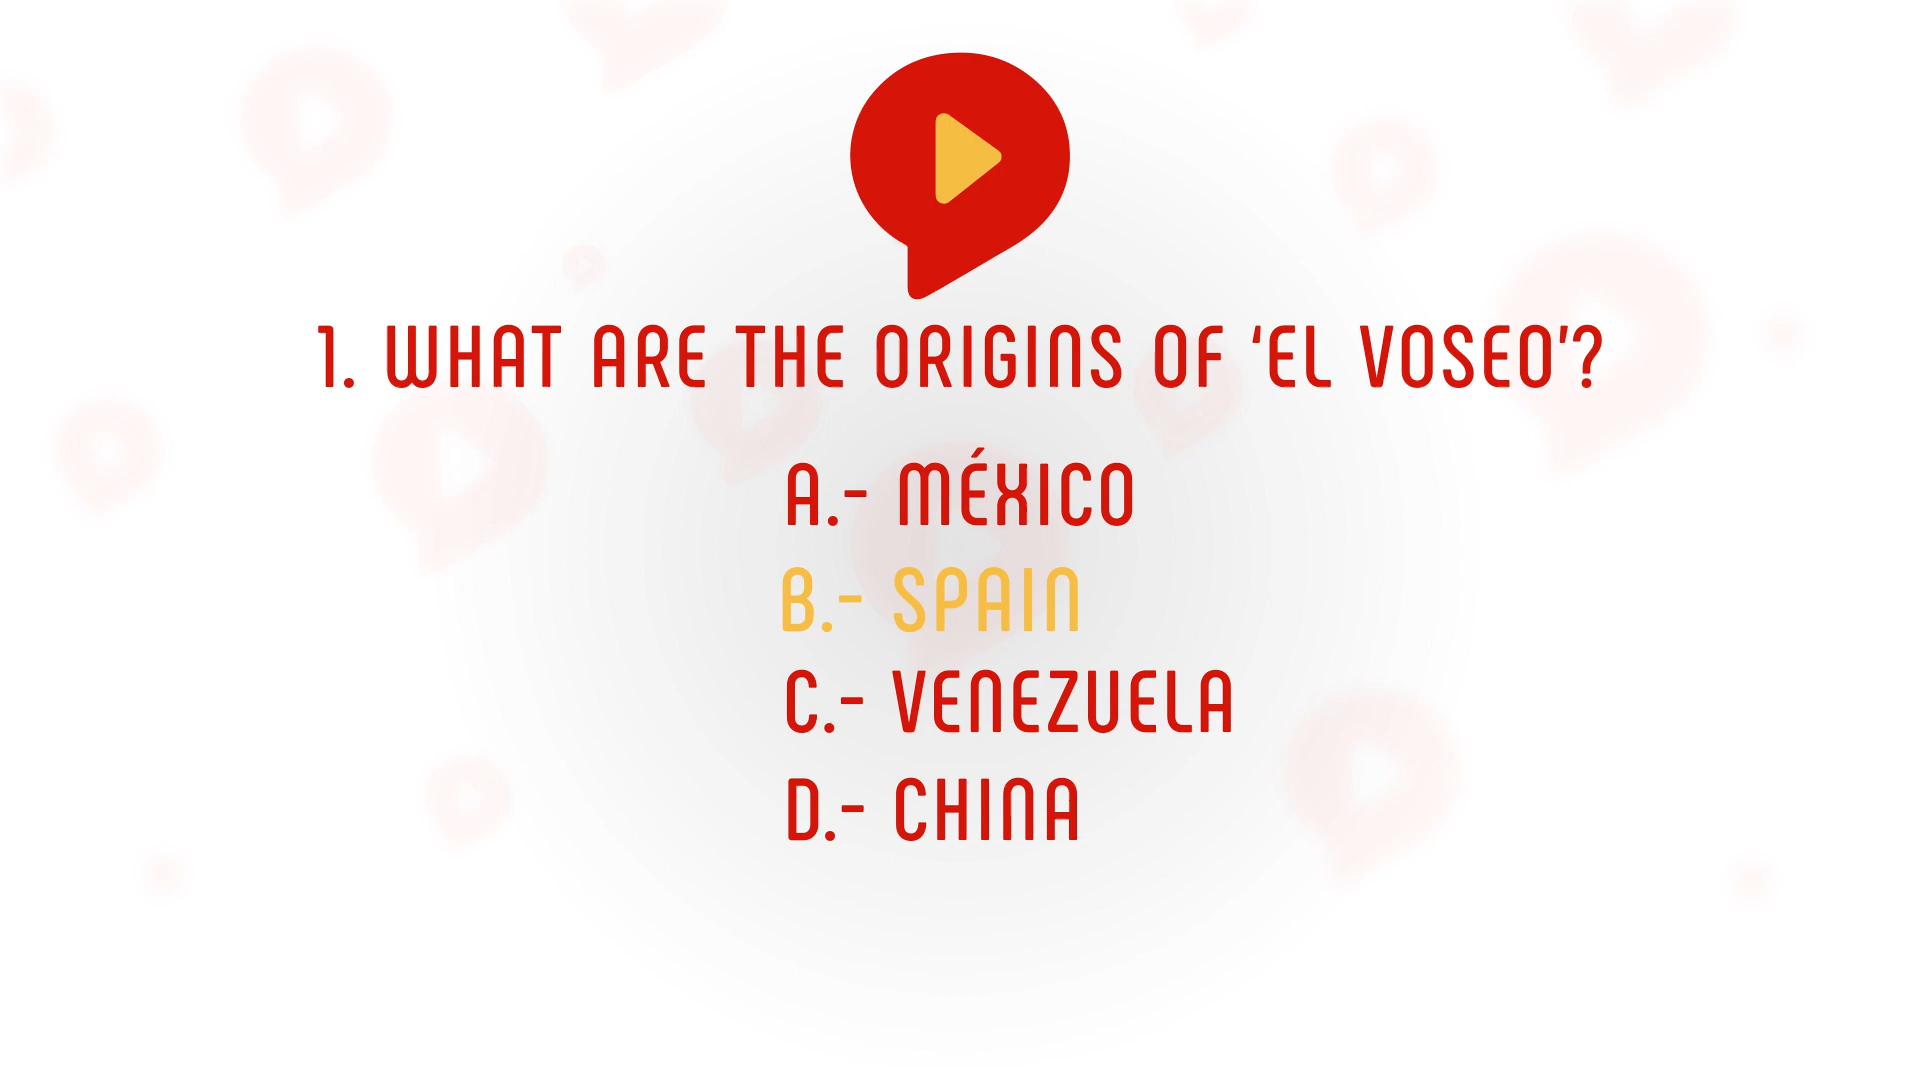 1. WHAT ARE THE ORIGINS OF ‘EL VOSEO’?
A.- MÉXICO
B.- SPAIN
C.- VENEZUELA
D.- CHINA